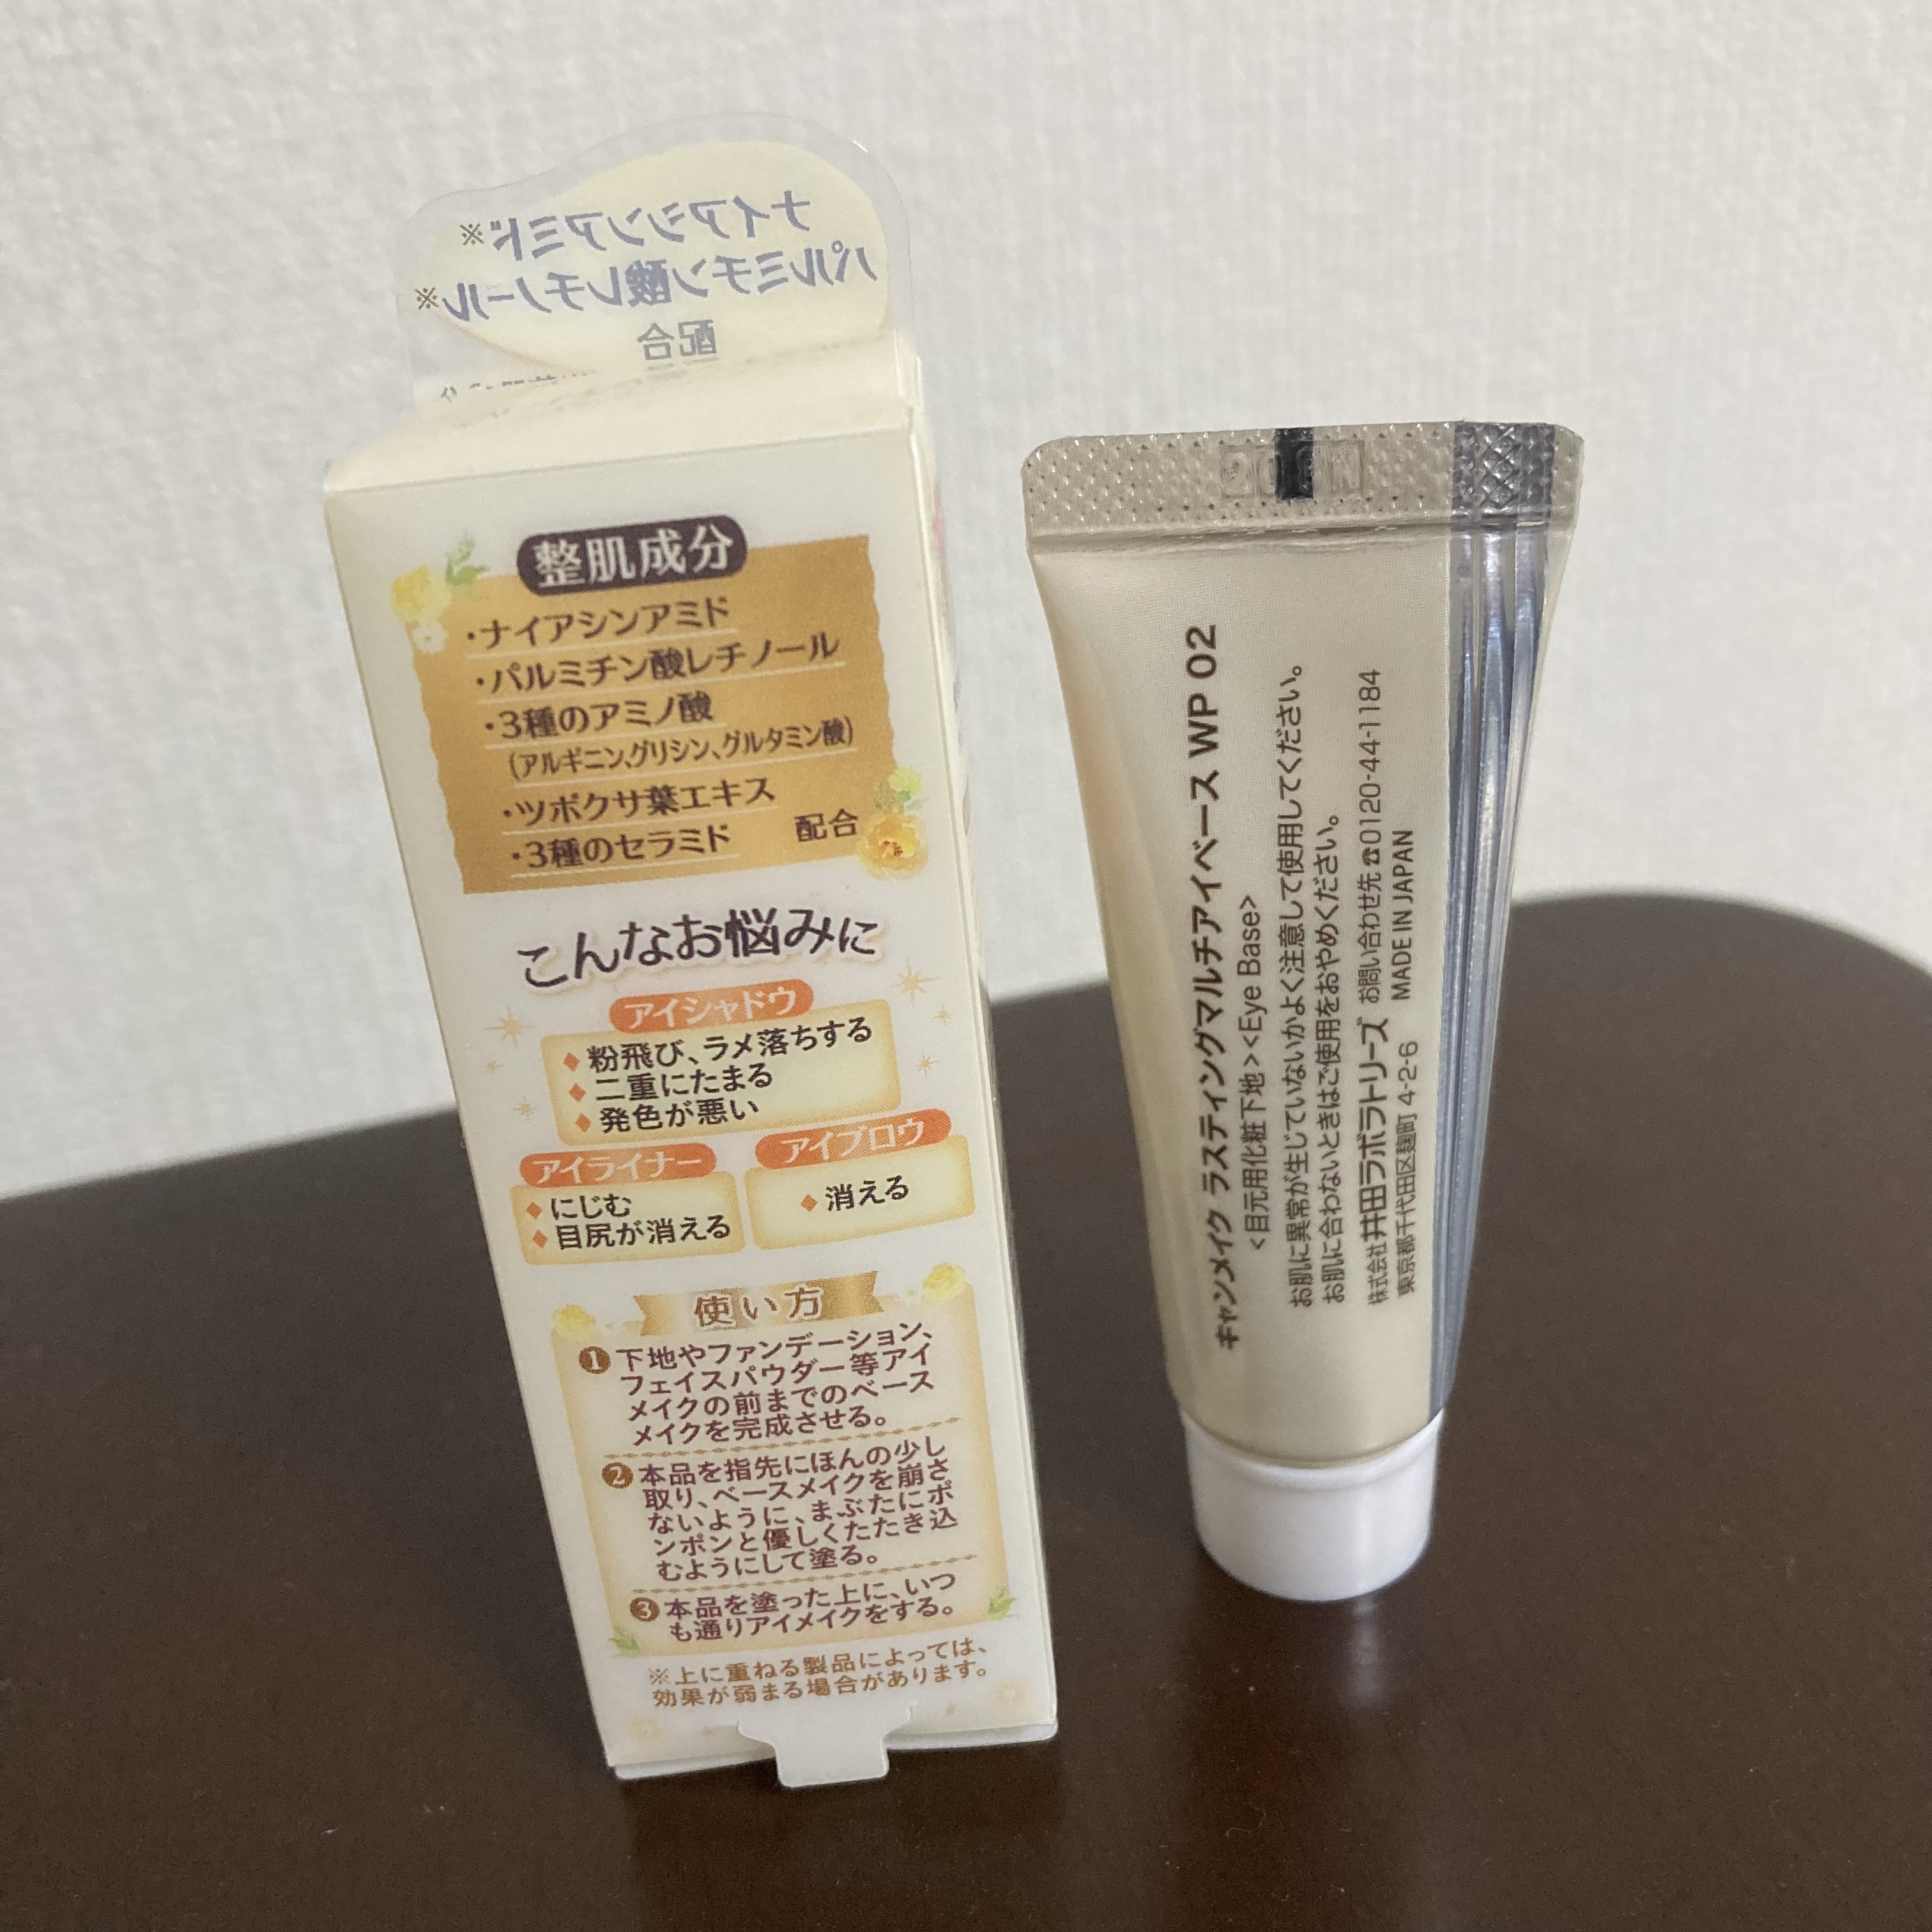 ナイアシンアミド※
パルミチン酸レチノール※
配合
整肌成分
・ナイアシンアミド
・パルミチン酸レチノール
・3種のアミノ酸
(アルギニン、グリシン、グルタミン酸)
・ツボクサ葉エキス
・3種のセラミド 配合
こんなお悩みに
アイシャドウ
◆粉飛び、ラメ落ちする
◆二重にたまる
◆発色が悪い
アイライナー
◆にじむ
◆目尻が消える
アイブロウ
◆消える
使い方
❶下地やファンデーション、
フェイスパウダー等アイ
メイクの前までのベース
メイクを完成させる。
❷本品を指先にほんの少し
取り、ベースメイクを崩さ
ないように、まぶたにポ
ンポンと優しくたたき込
むようにして塗る。
❸本品を塗った上に、いつ
も通りアイメイクをする。
※上に重ねる製品によっては、
効果が弱まる場合があります。
キャンメイク ラスティングマルチアイベース WP 02
<目元用化粧下地><Eye Base>
お肌に異常が生じていないかよく注意して使用してください。
お肌に合わないときはご使用をおやめください。
株式会社 井田ラボラトリーズ お問い合わせ先 ☎0120-44-1184
東京都千代田区麹町 4-2-6 MADE IN JAPAN